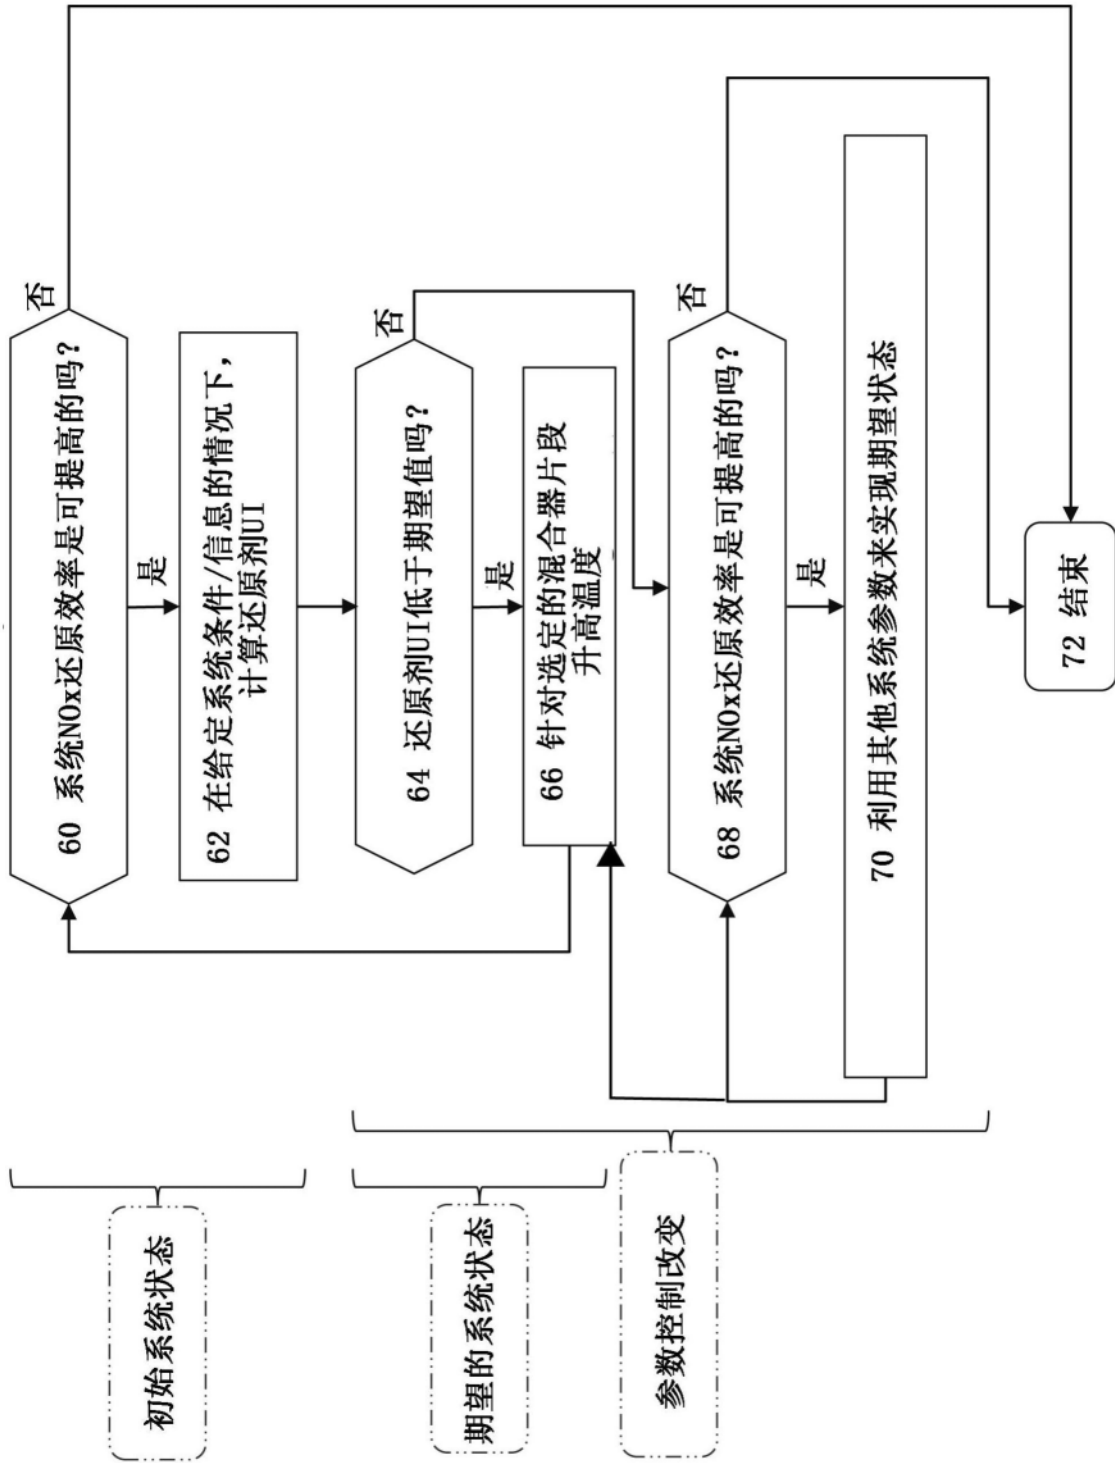 初始系统状态
期望的系统状态
参数控制改变
60 系统NOx还原效率是可提高的吗?
否
是
62 在给定系统条件/信息的情况下,
计算还原剂UI
64 还原剂UI低于期望值吗?
否
是
66 针对选定的混合器片段
升高温度
68 系统NOx还原效率是可提高的吗?
否
是
70 利用其他系统参数来实现期望状态
72 结束